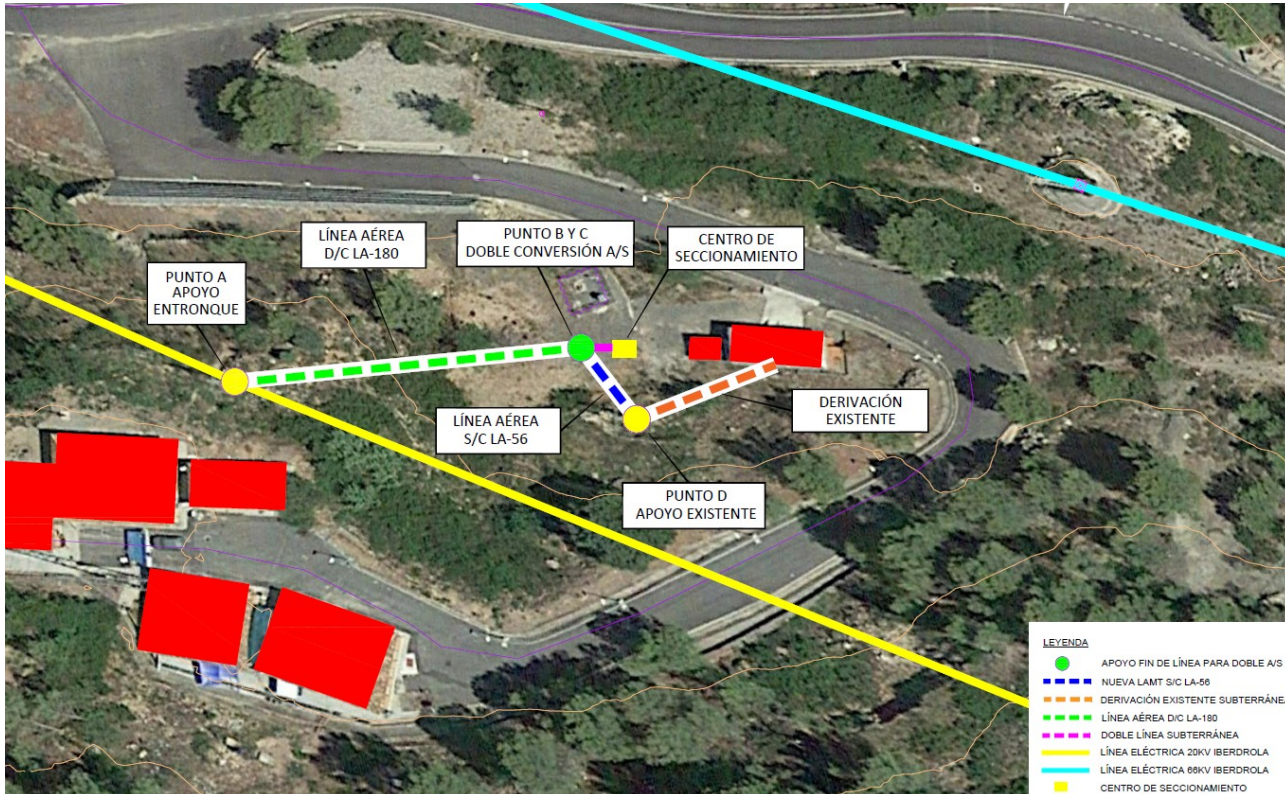 LÍNEA AÉREA
D/C LA-180
PUNTO B Y C
DOBLE CONVERSIÓN A/S
CENTRO DE
SECCIONAMIENTO
PUNTO A
APOYO
ENTRONQUE
LÍNEA AÉREA
S/C LA-56
DERIVACIÓN
EXISTENTE
PUNTO D
APOYO EXISTENTE
LEYENDA
APOYO FIN DE LÍNEA PARA DOBLE A/S
NUEVA LAMT S/C LA-56
DERIVACIÓN EXISTENTE SUBTERRÁNEA
LÍNEA AÉREA D/C LA-180
DOBLE LÍNEA SUBTERRÁNEA
LÍNEA ELÉCTRICA 20KV IBERDROLA
LÍNEA ELÉCTRICA 66KV IBERDROLA
CENTRO DE SECCIONAMIENTO